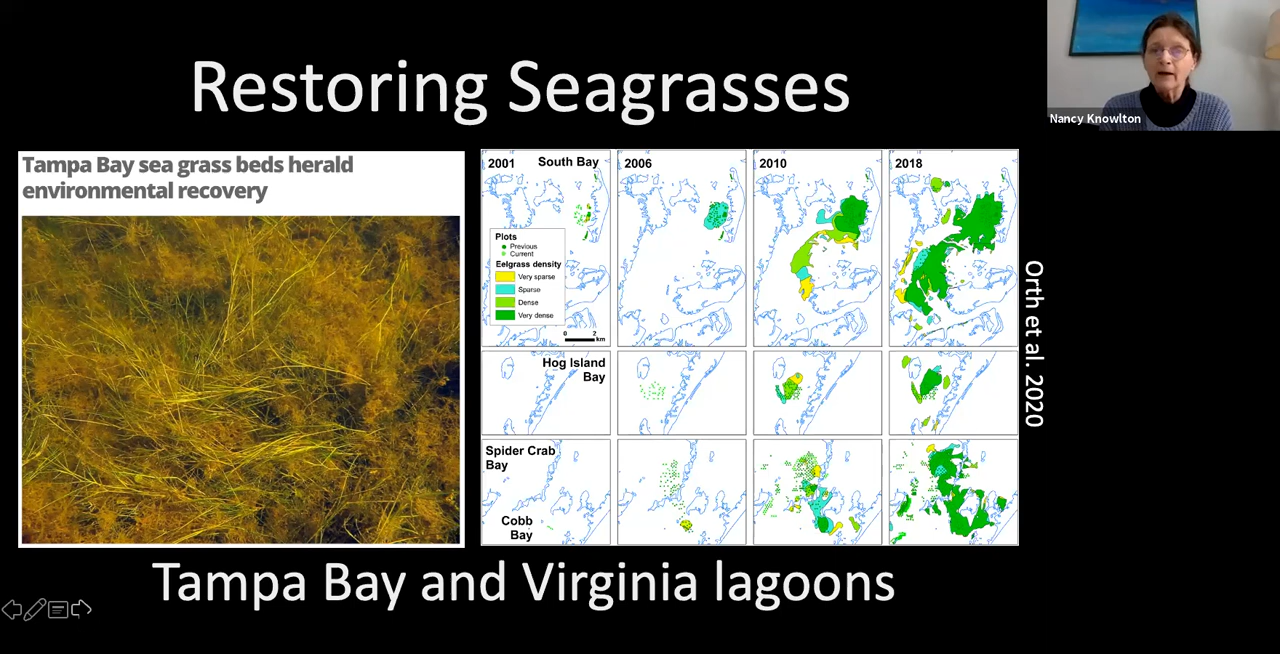 Restoring Seagrasses
Nancy Knowlton
Tampa Bay sea grass beds herald
environmental recovery
2001
South Bay
2006
2010
2018
Plots
Previous
Current
Eelgrass density
Very sparse
Sparse
Dense
Very dense
0 2
km
Hog Island
Bay
Spider Crab
Bay
Cobb
Bay
Orth et al. 2020
Tampa Bay and Virginia lagoons